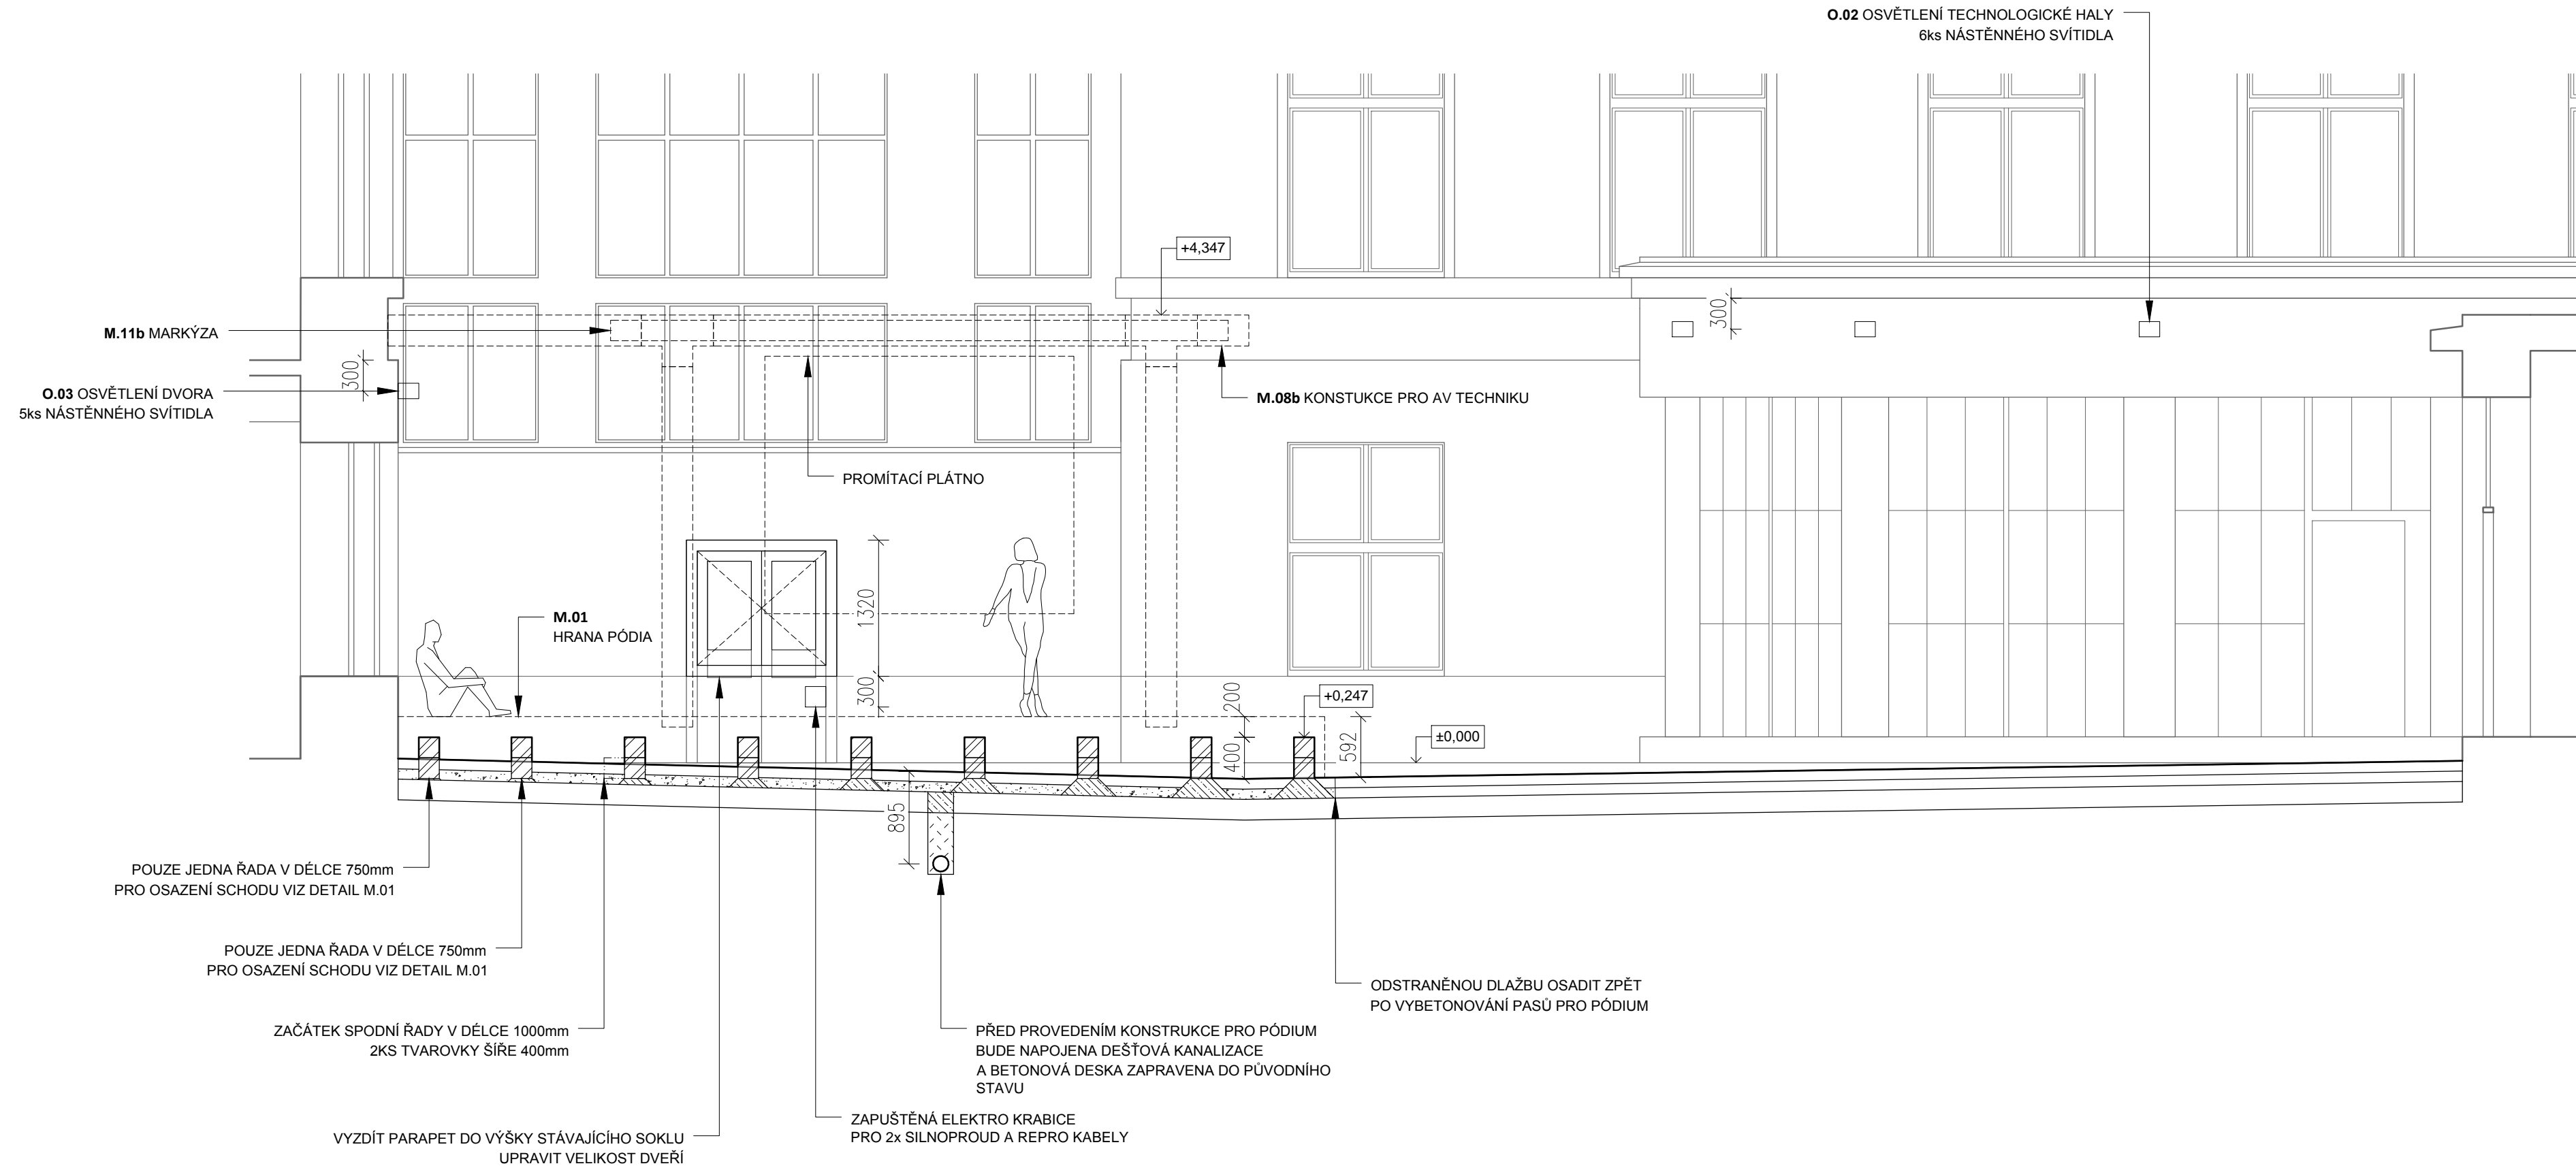 O.02 OSVĚTLENÍ TECHNOLOGICKÉ HALY
6ks NÁSTĚNNÉHO SVÍTIDLA
+4,347
300
M.11b MARKÝZA
300
O.03 OSVĚTLENÍ DVORA
5ks NÁSTĚNNÉHO SVÍTIDLA
M.08b KONSTUKCE PRO AV TECHNIKU
PROMÍTACÍ PLÁTNO
1320
M.01
HRANA PÓDIA
300
200
+0,247
400
592
±0,000
895
POUZE JEDNA ŘADA V DÉLCE 750mm
PRO OSAZENÍ SCHODU VIZ DETAIL M.01
POUZE JEDNA ŘADA V DÉLCE 750mm
PRO OSAZENÍ SCHODU VIZ DETAIL M.01
ODSTRANĚNOU DLAŽBU OSADIT ZPĚT
PO VYBETONOVÁNÍ PASŮ PRO PÓDIUM
ZAČÁTEK SPODNÍ ŘADY V DÉLCE 1000mm
2KS TVAROVKY ŠÍŘE 400mm
PŘED PROVEDENÍM KONSTRUKCE PRO PÓDIUM
BUDE NAPOJENA DEŠŤOVÁ KANALIZACE
A BETONOVÁ DESKA ZAPRAVENA DO PŮVODNÍHO
STAVU
ZAPUŠTĚNÁ ELEKTRO KRABICE
PRO 2x SILNOPROUD A REPRO KABELY
VYZDÍT PARAPET DO VÝŠKY STÁVAJÍCÍHO SOKLU
UPRAVIT VELIKOST DVEŘÍ